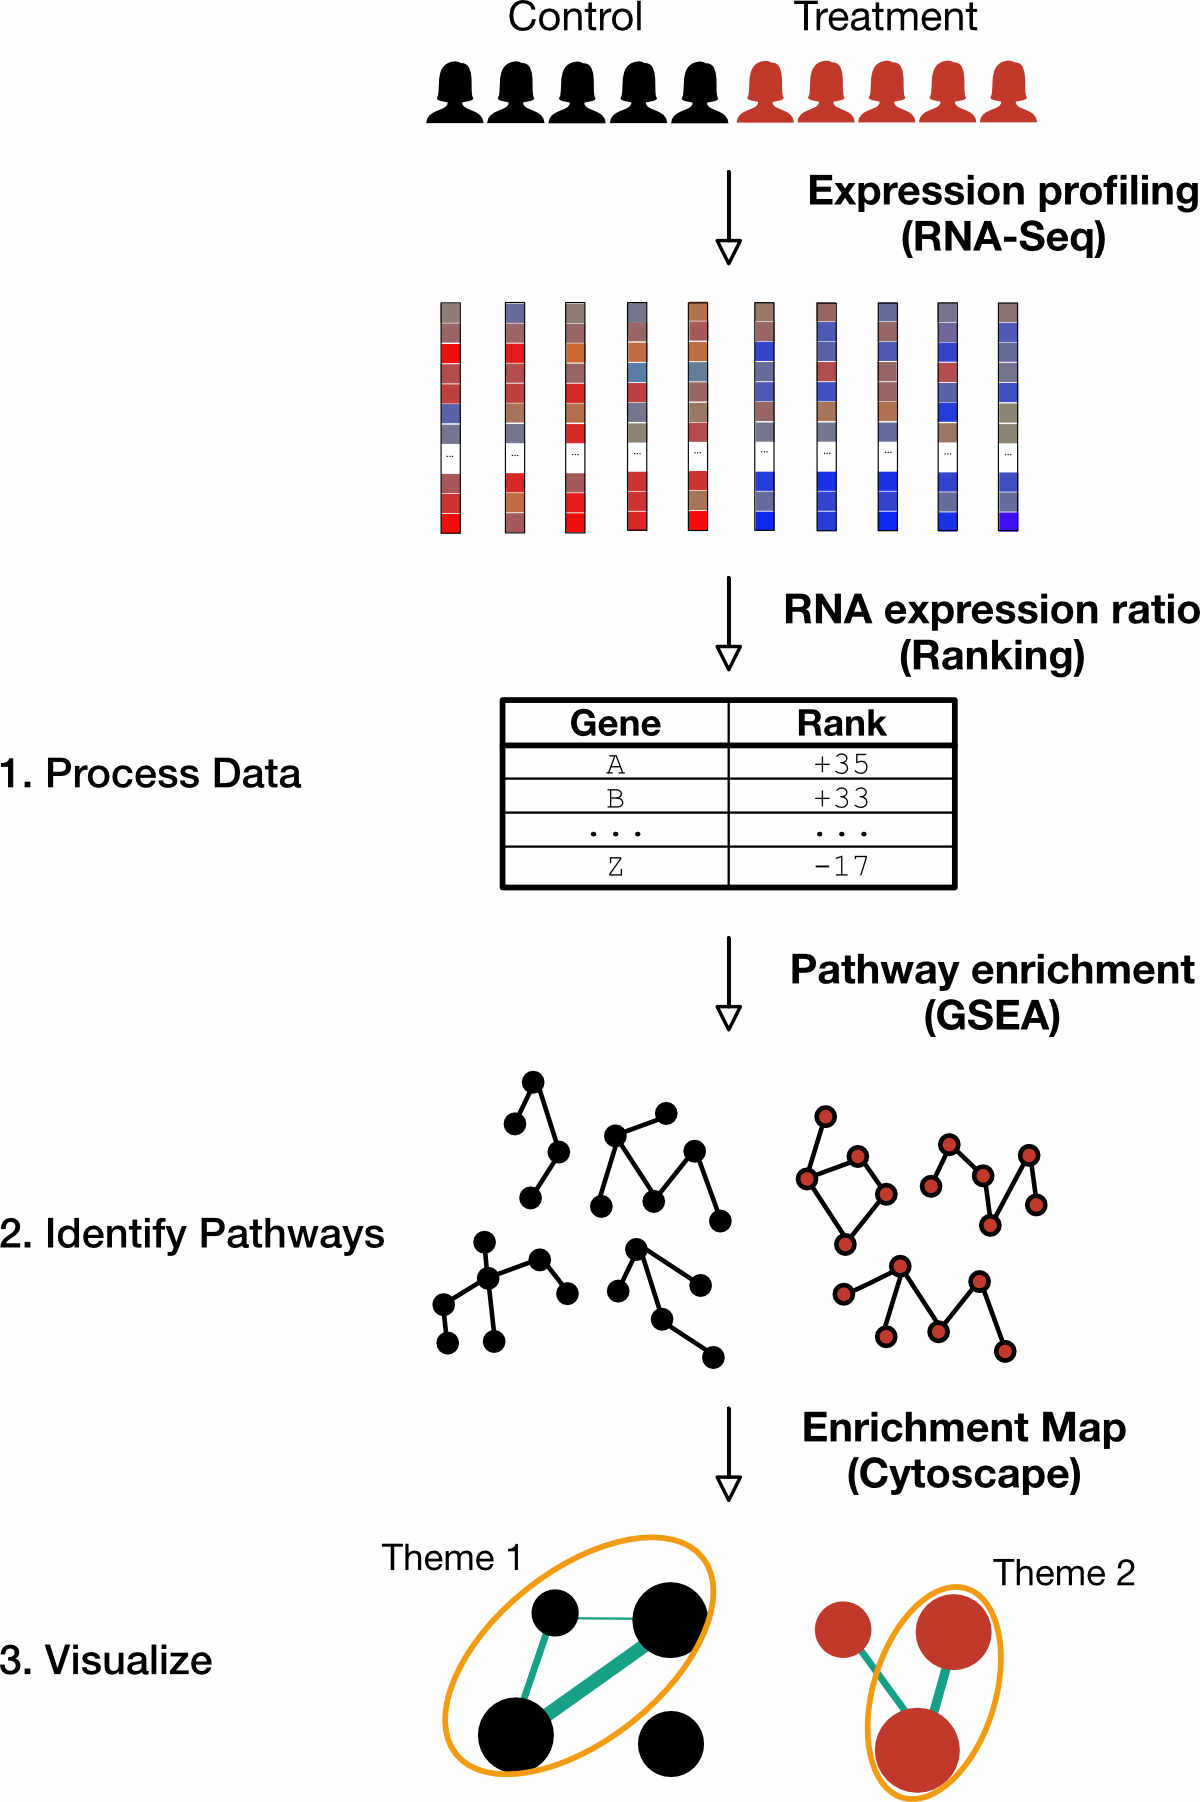 Control Treatment
Expression profiling
(RNA-Seq)
... ... ... ... ... ... ... ... ... ...
RNA expression ratio
(Ranking)
Gene Rank
1. Process Data
A +35
B +33
... ...
Z -17
Pathway enrichment
(GSEA)
2. Identify Pathways
Enrichment Map
(Cytoscape)
Theme 1
Theme 2
3. Visualize